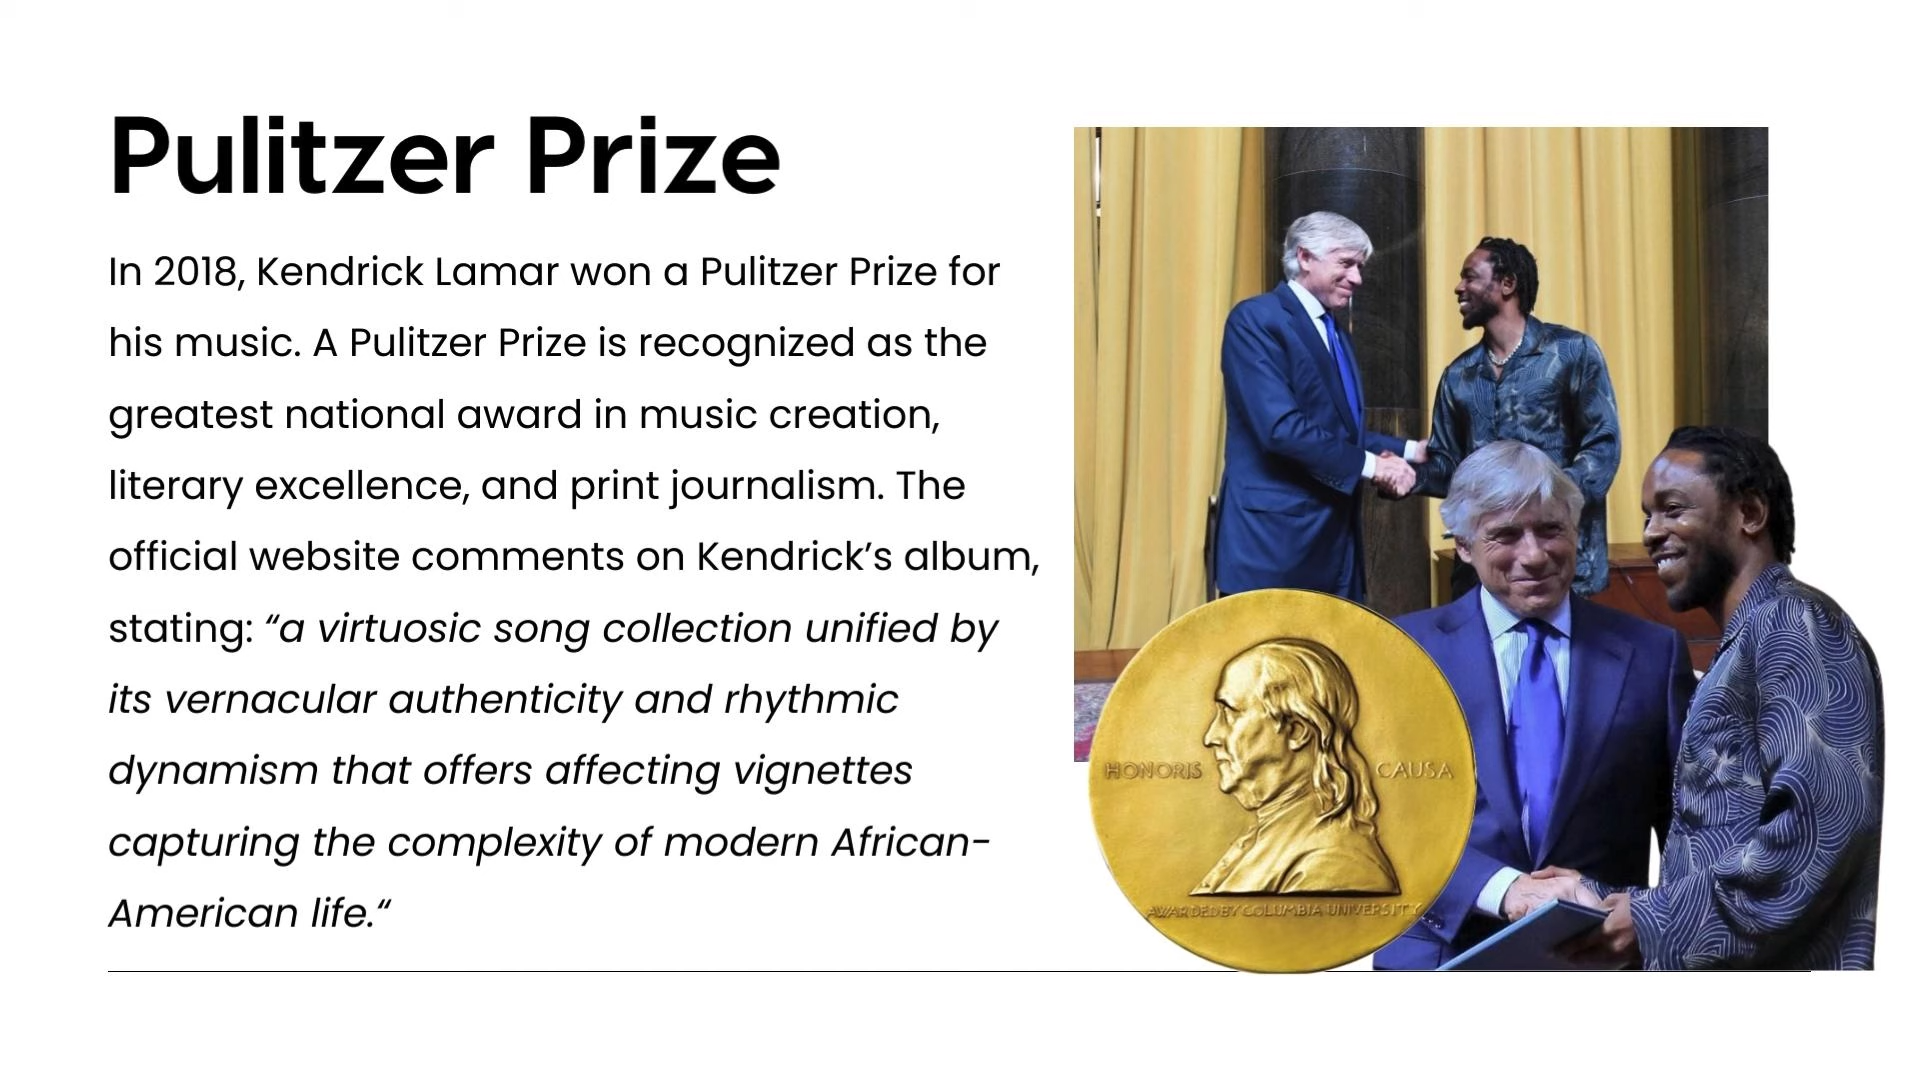 Pulitzer Prize
In 2018, Kendrick Lamar won a Pulitzer Prize for
his music. A Pulitzer Prize is recognized as the
greatest national award in music creation,
literary excellence, and print journalism. The
official website comments on Kendrick’s album,
stating: “a virtuosic song collection unified by
its vernacular authenticity and rhythmic
dynamism that offers affecting vignettes
capturing the complexity of modern African-
American life.“
HONORIS CAUSA
AWARDED BY COLUMBIA UNIVERSITY